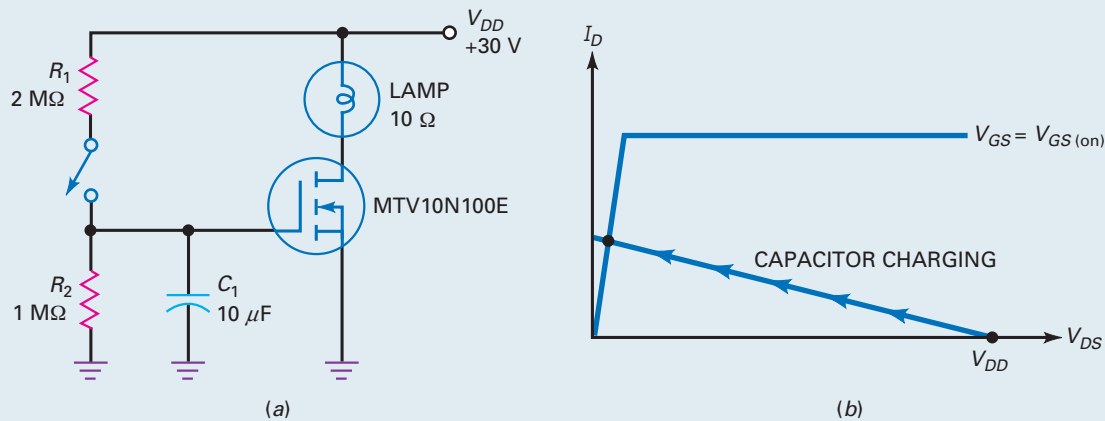 V_DD
+30 V
R_1
2 MΩ
LAMP
10 Ω
MTV10N100E
R_2
1 MΩ
C_1
10 μF
(a)
I_D
V_GS = V_GS (on)
CAPACITOR CHARGING
V_DD
V_DS
(b)